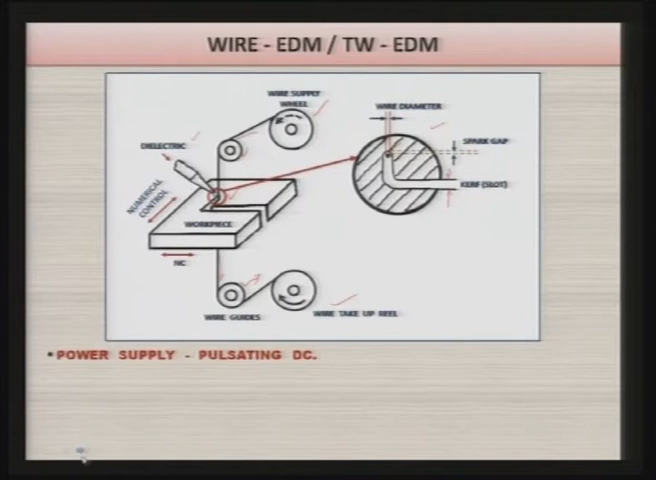 WIRE - EDM / TW - EDM
WIRE SUPPLY
WHEEL
WIRE DIAMETER
DIELECTRIC
SPARK GAP
NUMERICAL
CONTROL
KERF (SLOT)
WORKPIECE
NC
WIRE GUIDES
WIRE TAKE UP REEL
• POWER SUPPLY - PULSATING DC.